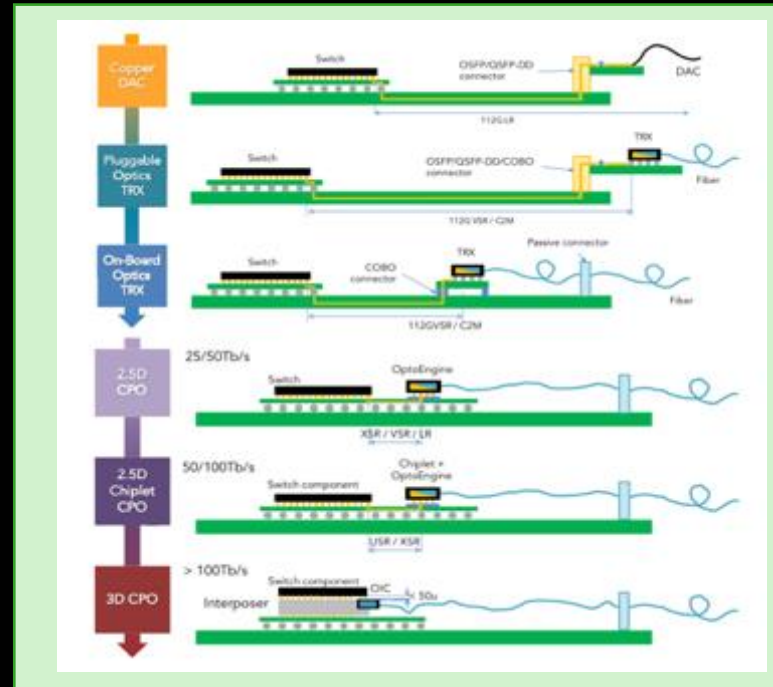 Copper
DAC
Switch
OSFP/QSFP-DD
connector
DAC
112G LR
Pluggable
Optics
TRX
Switch
OSFP/QSFP-DD/COBO
connector
TRX
Fiber
112G VSR / C2M
On-Board
Optics
TRX
Switch
COBO
connector
TRX
Passive connector
Fiber
112GVSR / C2M
2.5D
CPO
25/50Tb/s
Switch
OptoEngine
XSR / VSR / LR
2.5D
Chiplet
CPO
50/100Tb/s
Switch component
Chiplet +
OptoEngine
USR / XSR
3D CPO
> 100Tb/s
Switch component
Interposer
OIC
< 50u